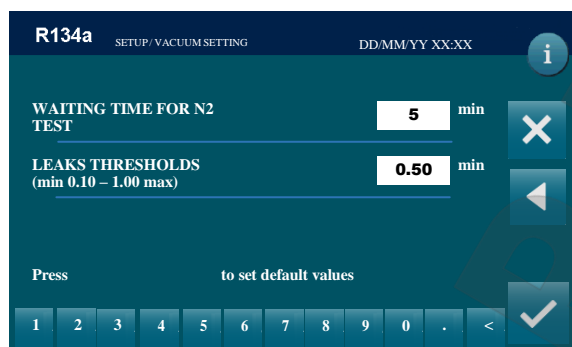 R134a SETUP/ VACUUM SETTING DD/MM/YY XX:XX
i
WAITING TIME FOR N2 5 min
TEST
LEAKS THRESHOLDS 0.50 min
(min 0.10 – 1.00 max)
Press to set default values
1 2 3 4 5 6 7 8 9 0 . <